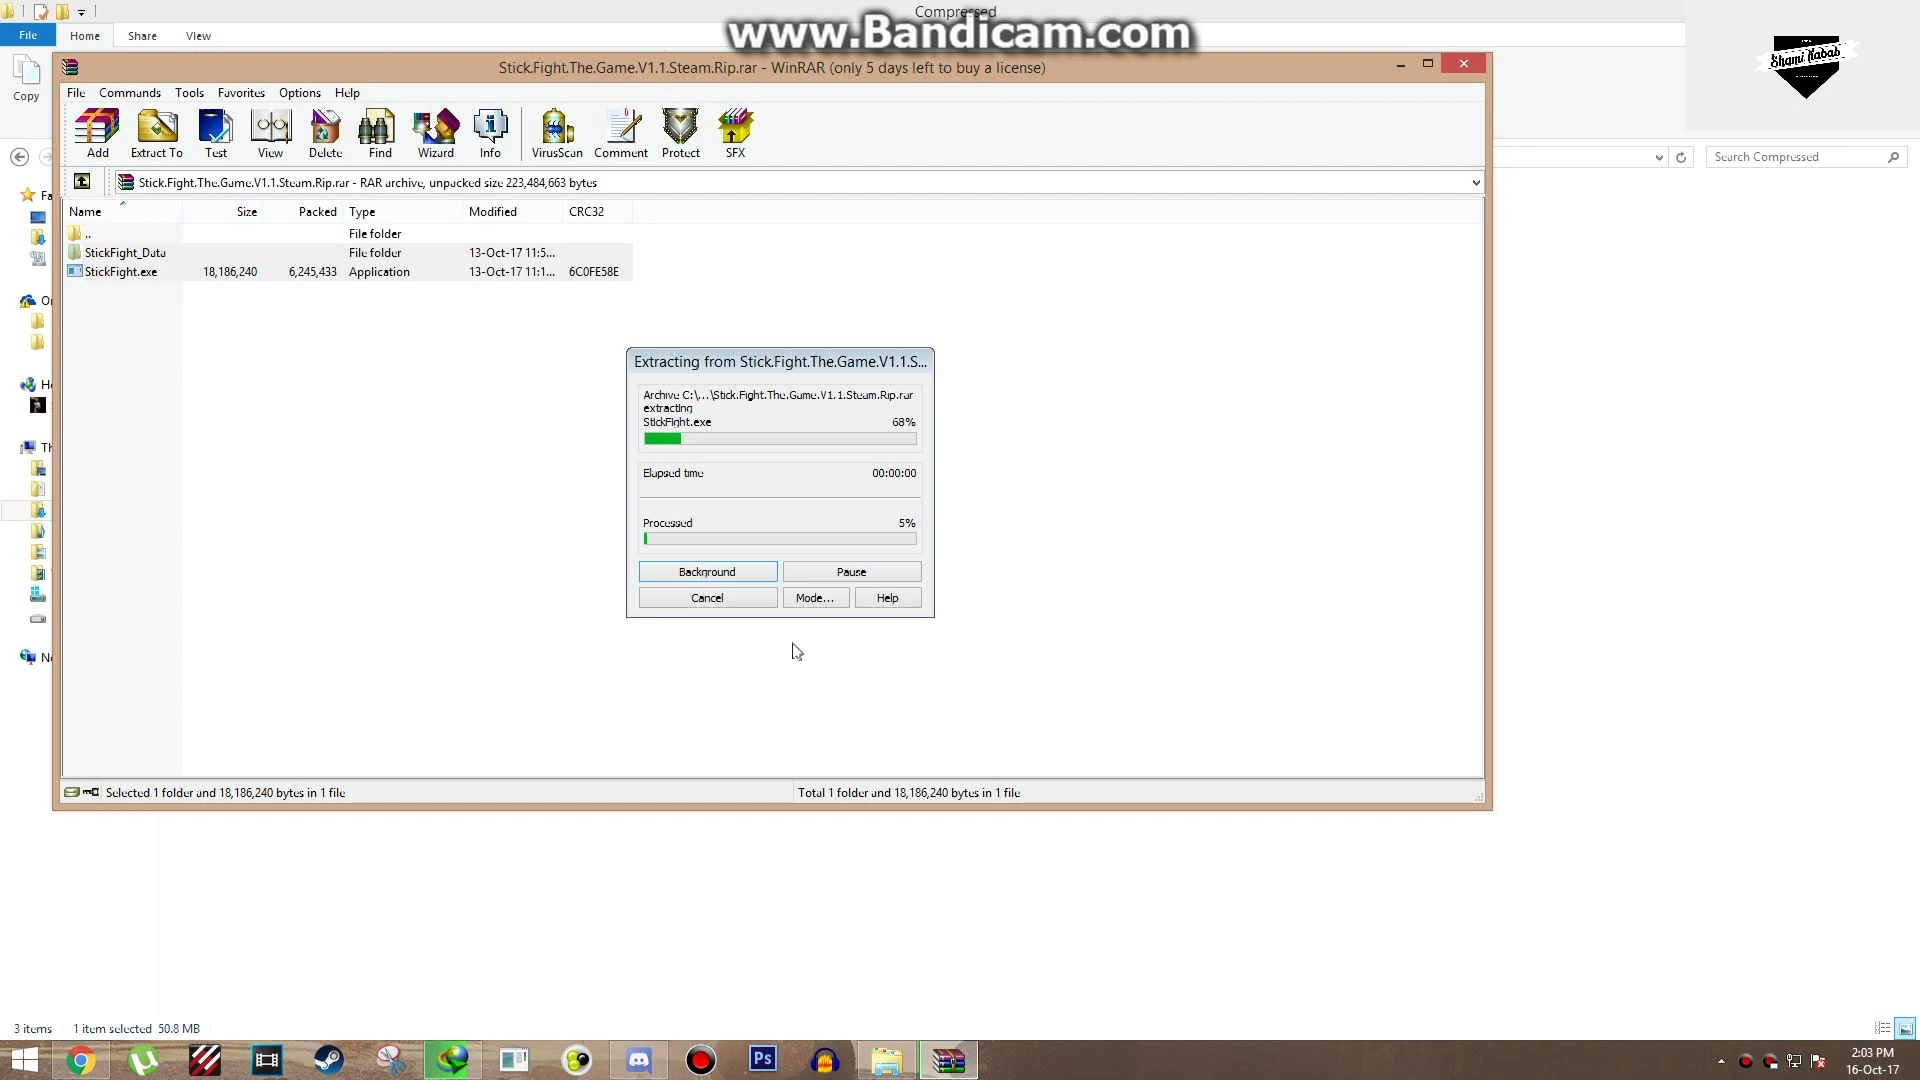 Compressed
www.Bandicam.com
File Home Share View
Shami Kabab
Copy
Stick.Fight.The.Game.V1.1.Steam.Rip.rar - WinRAR (only 5 days left to buy a license)
File Commands Tools Favorites Options Help
Add Extract To Test View Delete Find Wizard Info VirusScan Comment Protect SFX
Search Compressed
Stick.Fight.The.Game.V1.1.Steam.Rip.rar - RAR archive, unpacked size 223,484,663 bytes
Fa
Name Size Packed Type Modified CRC32
.. File folder
StickFight_Data File folder 13-Oct-17 11:5...
StickFight.exe 18,186,240 6,245,433 Application 13-Oct-17 11:1... 6C0FE58E
Extracting from Stick.Fight.The.Game.V1.1.S...
Archive C:\...\Stick.Fight.The.Game.V1.1.Steam.Rip.rar
extracting
StickFight.exe 68%
Elapsed time 00:00:00
Processed 5%
Background Pause
Cancel Mode... Help
Selected 1 folder and 18,186,240 bytes in 1 file
Total 1 folder and 18,186,240 bytes in 1 file
3 items 1 item selected 50.8 MB
Ps
2:03 PM
16-Oct-17